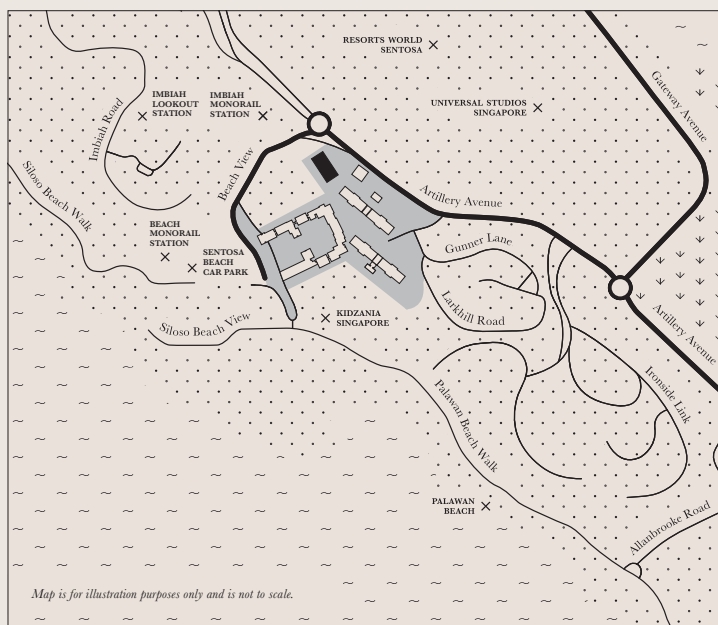 RESORTS WORLD
SENTOSA
Gateway Avenue
IMBIAH
LOOKOUT
STATION
IMBIAH
MONORAIL
STATION
UNIVERSAL STUDIOS
SINGAPORE
Imbiah Road
Siloso Beach Walk
Beach View
Artillery Avenue
BEACH
MONORAIL
STATION
SENTOSA
BEACH
CAR PARK
Gunner Lane
Larkhill Road
KIDZANIA
SINGAPORE
Siloso Beach View
Artillery Avenue
Ironside Link
Palawan Beach Walk
PALAWAN
BEACH
Allanbrooke Road
Map is for illustration purposes only and is not to scale.